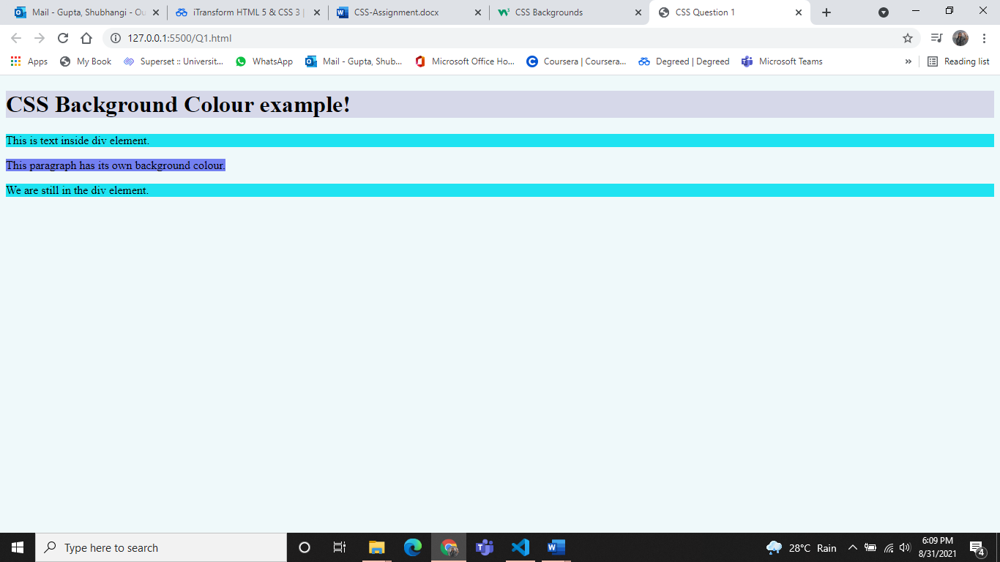 Mail - Gupta, Shubhangi - Ou
iTransform HTML 5 & CSS 3 |
CSS-Assignment.docx
CSS Backgrounds
CSS Question 1
127.0.0.1:5500/Q1.html
Apps
My Book
Superset :: Universit...
WhatsApp
Mail - Gupta, Shub...
Microsoft Office Ho...
Coursera | Coursera...
Degreed | Degreed
Microsoft Teams
»
Reading list
CSS Background Colour example!
This is text inside div element.
This paragraph has its own background colour.
We are still in the div element.
Type here to search
28°C Rain
6:09 PM
8/31/2021
4